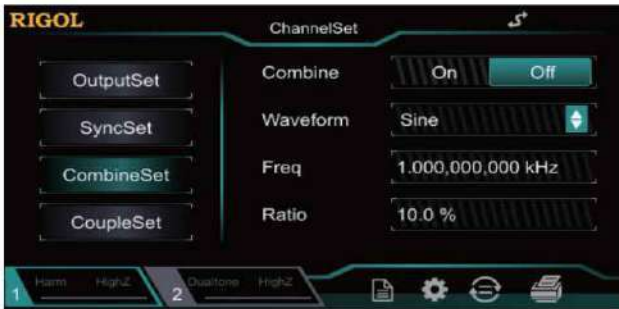 RIGOL
ChannelSet
OutputSet
SyncSet
CombineSet
CoupleSet
Combine On Off
Waveform Sine
Freq 1.000,000,000 kHz
Ratio 10.0 %
1 Harm HighZ
2 Dualtone HighZ